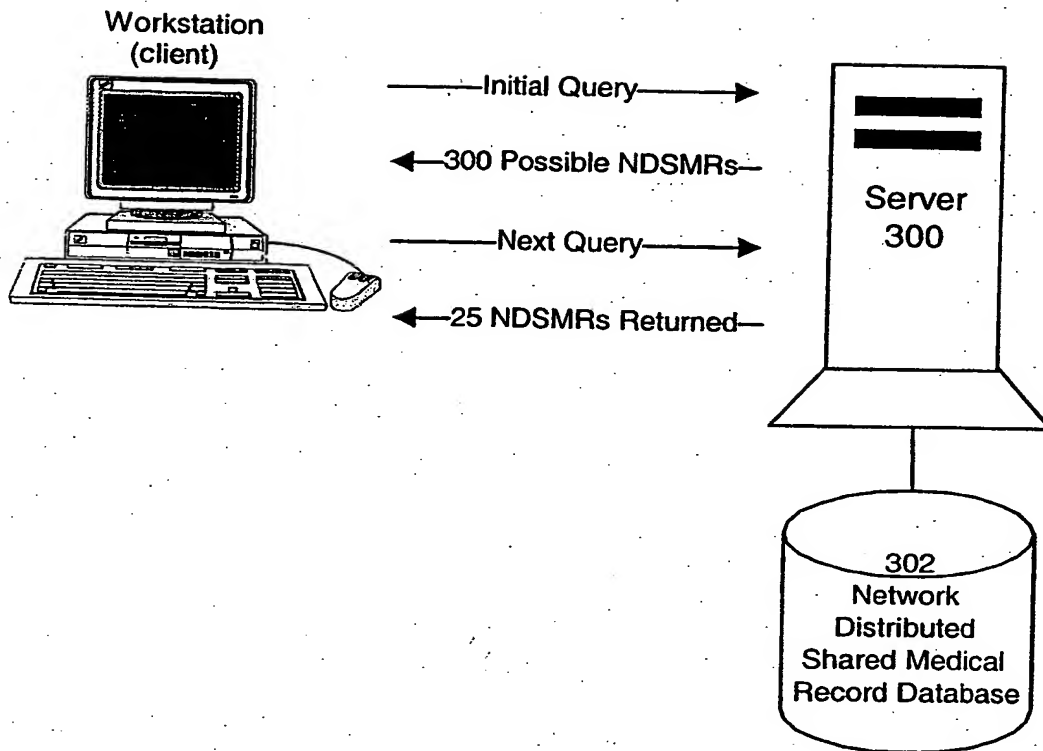 Workstation
(client)
Initial Query
300 Possible NDSMRs
Next Query
25 NDSMRs Returned
Server
300
302
Network
Distributed
Shared Medical
Record Database